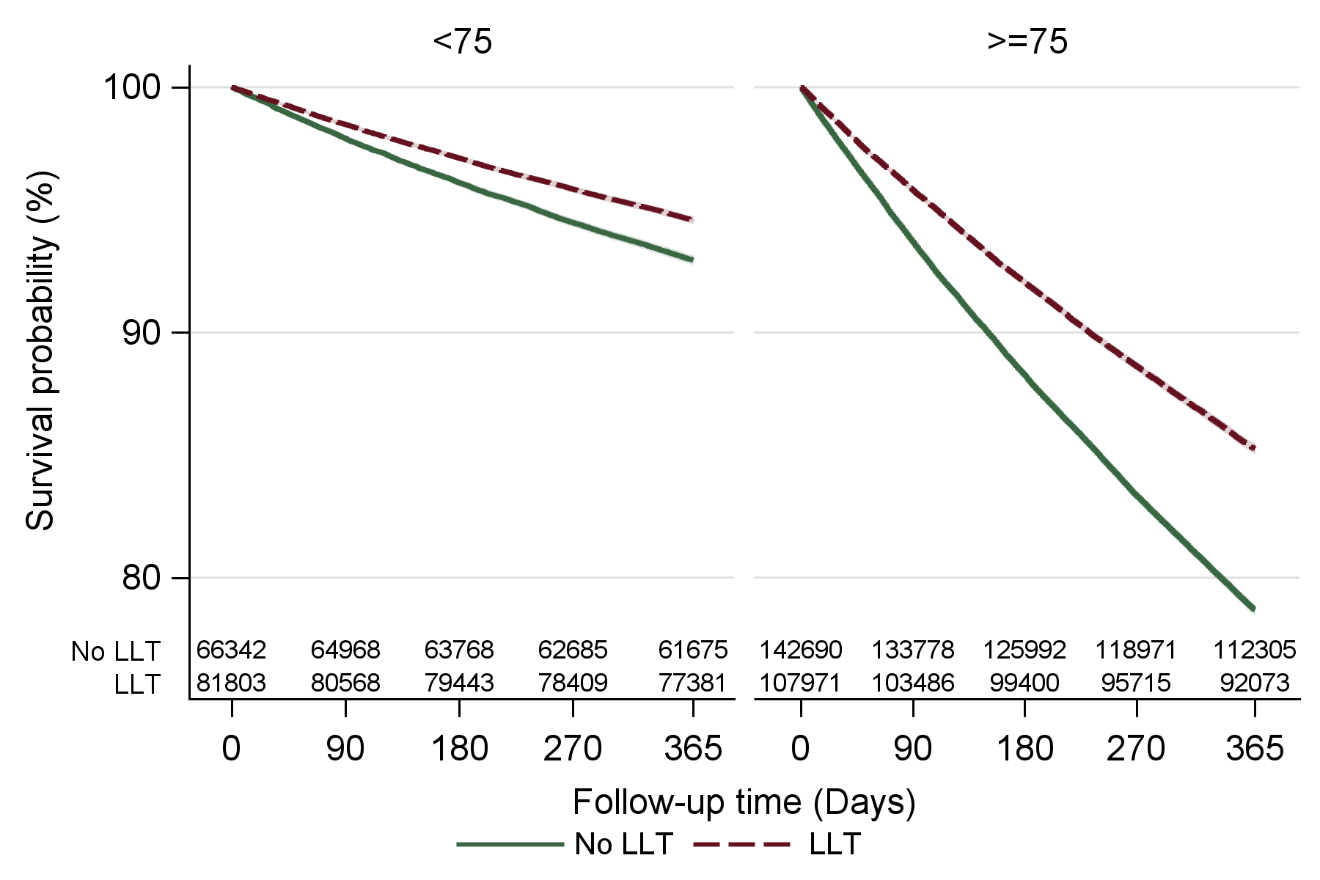 <75 >=75
100
90
80
Survival probability (%)
No LLT 66342 64968 63768 62685 61675 142690 133778 125992 118971 112305
LLT 81803 80568 79443 78409 77381 107971 103486 99400 95715 92073
0 90 180 270 365 0 90 180 270 365
Follow-up time (Days)
No LLT LLT